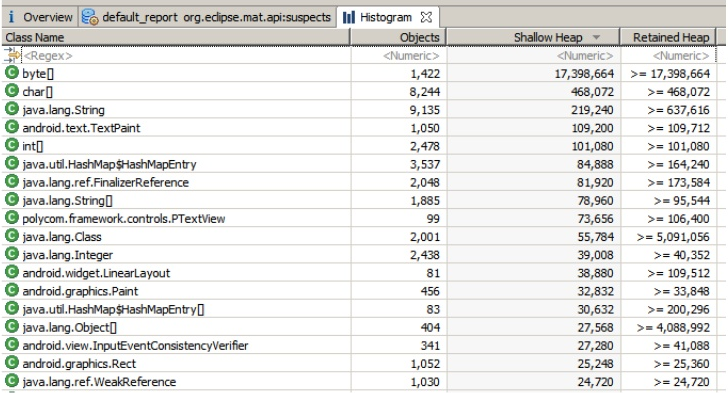 i Overview default_report org.eclipse.mat.api:suspects Histogram
Class Name Objects Shallow Heap Retained Heap
<Regex> <Numeric> <Numeric> <Numeric>
byte[] 1,422 17,398,664 >= 17,398,664
char[] 8,244 468,072 >= 468,072
java.lang.String 9,135 219,240 >= 637,616
android.text.TextPaint 1,050 109,200 >= 109,712
int[] 2,478 101,080 >= 101,080
java.util.HashMap$HashMapEntry 3,537 84,888 >= 164,240
java.lang.ref.FinalizerReference 2,048 81,920 >= 173,584
java.lang.String[] 1,885 78,960 >= 95,544
polycom.framework.controls.PTextView 99 73,656 >= 106,400
java.lang.Class 2,001 55,784 >= 5,091,056
java.lang.Integer 2,438 39,008 >= 40,352
android.widget.LinearLayout 81 38,880 >= 109,512
android.graphics.Paint 456 32,832 >= 33,848
java.util.HashMap$HashMapEntry[] 83 30,632 >= 200,296
java.lang.Object[] 404 27,568 >= 4,088,992
android.view.InputEventConsistencyVerifier 341 27,280 >= 41,088
android.graphics.Rect 1,052 25,248 >= 25,360
java.lang.ref.WeakReference 1,030 24,720 >= 24,720